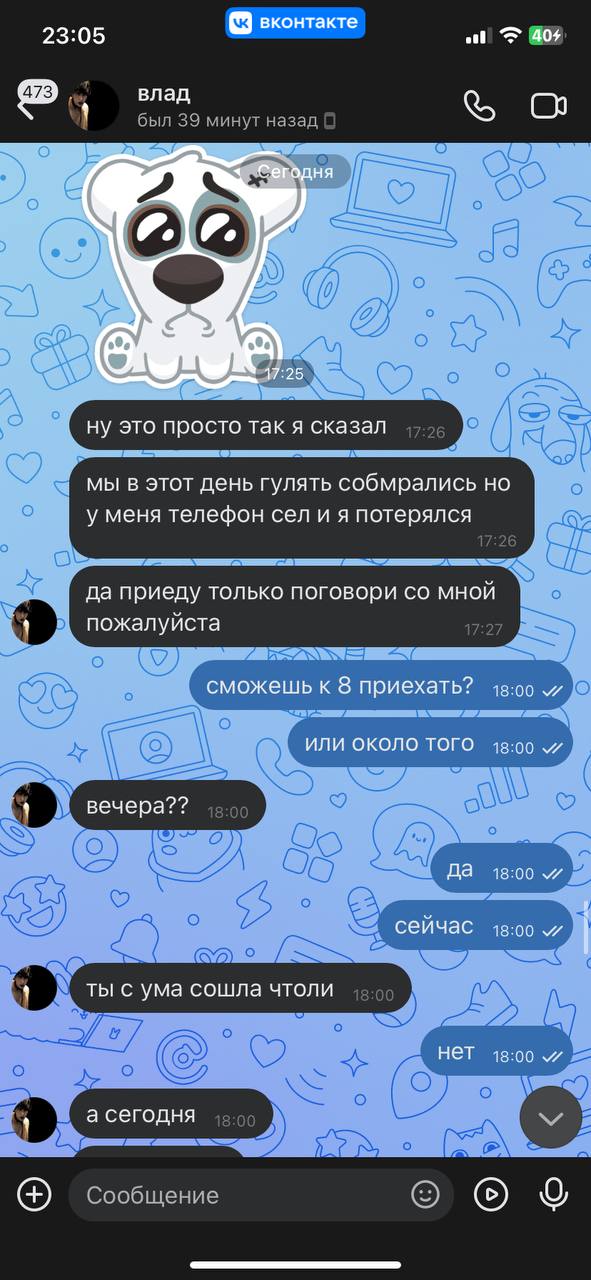 23:05
вконтакте
40
473
влад
был 39 минут назад
Сегодня
17:25
ну это просто так я сказал 17:26
мы в этот день гулять собмрались но
у меня телефон сел и я потерялся
17:26
да приеду только поговори со мной
пожалуйста 17:27
сможешь к 8 приехать? 18:00
или около того 18:00
вечера?? 18:00
да 18:00
сейчас 18:00
ты с ума сошла чтоли 18:00
нет 18:00
а сегодня 18:00
Сообщение